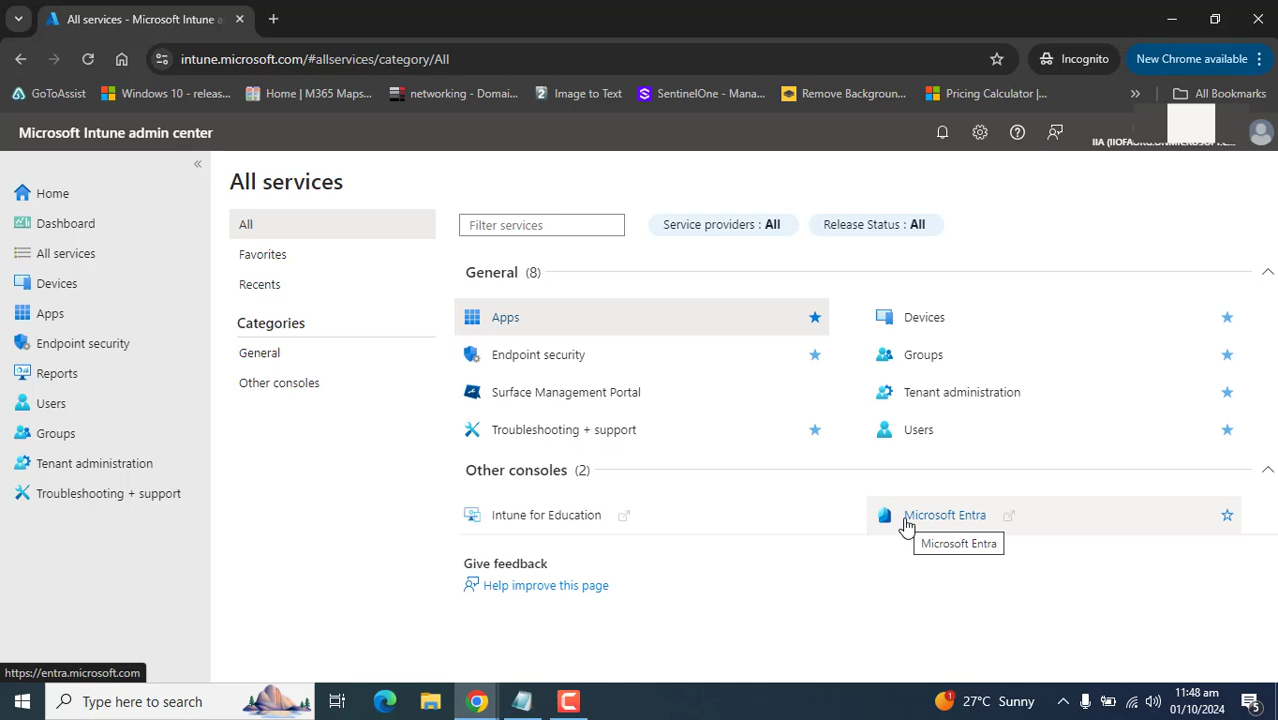 All services - Microsoft Intune a
intune.microsoft.com/#allservices/category/All
Incognito
New Chrome available
GoToAssist
Windows 10 - releas...
Home | M365 Maps...
networking - Domai...
Image to Text
SentinelOne - Mana...
Remove Backgroun...
Pricing Calculator |...
All Bookmarks
Microsoft Intune admin center
Home
Dashboard
All services
Devices
Apps
Endpoint security
Reports
Users
Groups
Tenant administration
Troubleshooting + support
All services
All
Favorites
Recents
Categories
General
Other consoles
Filter services
Service providers : All
Release Status : All
General (8)
Apps
Devices
Endpoint security
Groups
Surface Management Portal
Tenant administration
Troubleshooting + support
Users
Other consoles (2)
Intune for Education
Microsoft Entra
Microsoft Entra
Give feedback
Help improve this page
https://entra.microsoft.com
Type here to search
27°C Sunny
11:48 am
01/10/2024
5